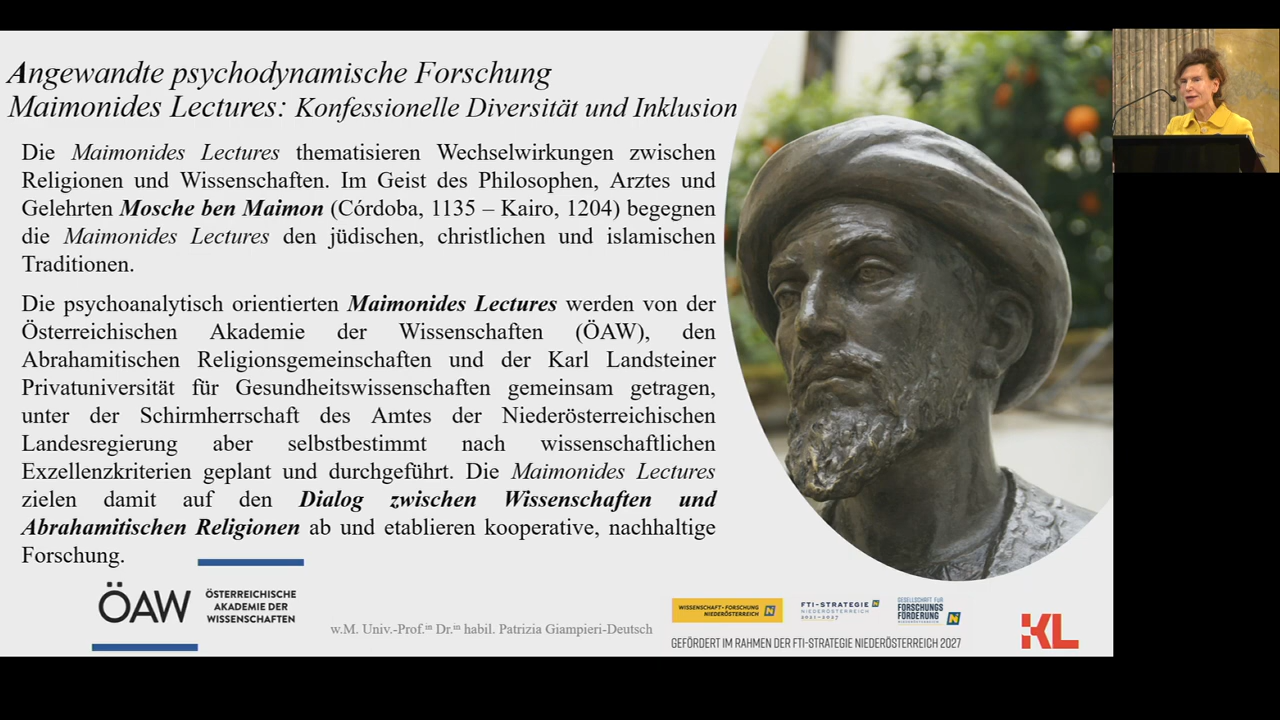 Angewandte psychodynamische Forschung
Maimonides Lectures: Konfessionelle Diversität und Inklusion
Die Maimonides Lectures thematisieren Wechselwirkungen zwischen
Religionen und Wissenschaften. Im Geist des Philosophen, Arztes und
Gelehrten Mosche ben Maimon (Córdoba, 1135 – Kairo, 1204) begegnen
die Maimonides Lectures den jüdischen, christlichen und islamischen
Traditionen.
Die psychoanalytisch orientierten Maimonides Lectures werden von der
Österreichischen Akademie der Wissenschaften (ÖAW), den
Abrahamitischen Religionsgemeinschaften und der Karl Landsteiner
Privatuniversität für Gesundheitswissenschaften gemeinsam getragen,
unter der Schirmherrschaft des Amtes der Niederösterreichischen
Landesregierung aber selbstbestimmt nach wissenschaftlichen
Exzellenzkriterien geplant und durchgeführt. Die Maimonides Lectures
zielen damit auf den Dialog zwischen Wissenschaften und
Abrahamitischen Religionen ab und etablieren kooperative, nachhaltige
Forschung.
ÖAW
ÖSTERREICHISCHE
AKADEMIE DER
WISSENSCHAFTEN
w.M. Univ.-Prof.in Dr.in habil. Patrizia Giampieri-Deutsch
WISSENSCHAFT • FORSCHUNG
NIEDERÖSTERREICH
FTI-STRATEGIE
NIEDERÖSTERREICH
2021-2027
GESELLSCHAFT FÜR
FORSCHUNGS
FÖRDERUNG
NIEDERÖSTERREICH
GEFÖRDERT IM RAHMEN DER FTI-STRATEGIE NIEDERÖSTERREICH 2027
KL